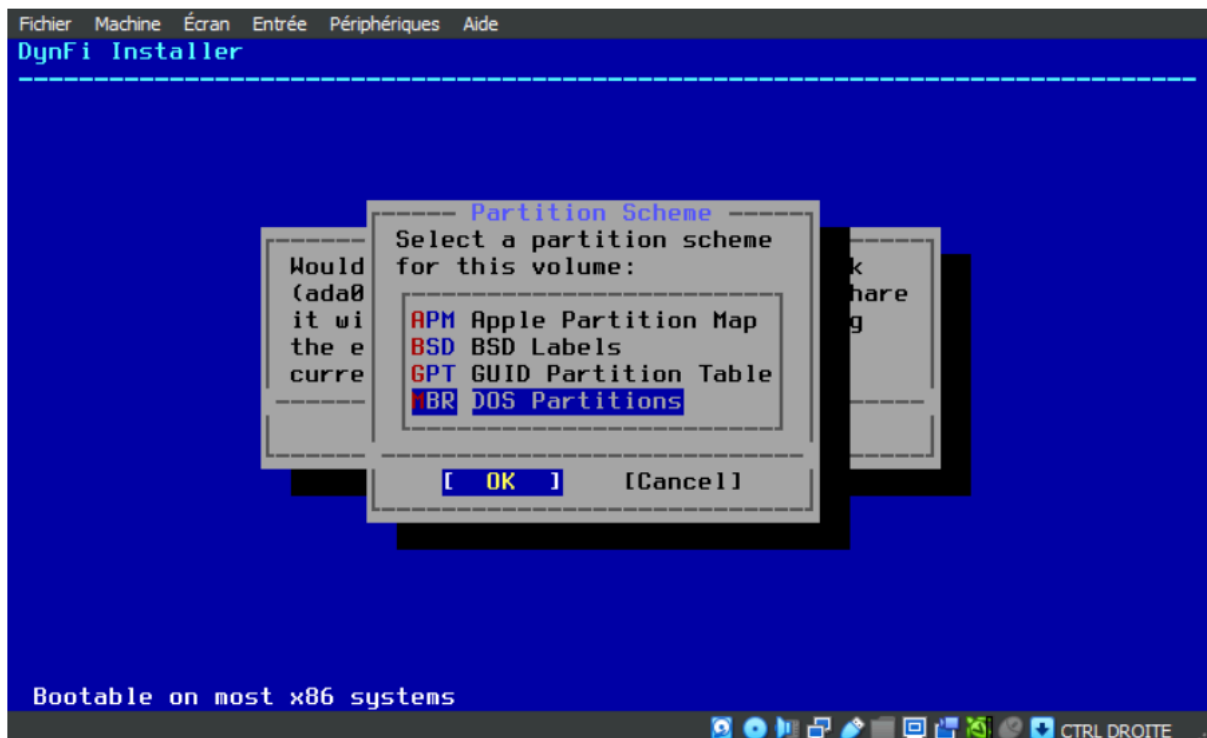 Fichier Machine Écran Entrée Périphériques Aide
DynFi Installer
Partition Scheme
Select a partition scheme
for this volume:
Would k
(ada0 hare
it wi g
the e
curre
APM Apple Partition Map
BSD BSD Labels
GPT GUID Partition Table
MBR DOS Partitions
[ OK ] [Cancel]
Bootable on most x86 systems
CTRL DROITE